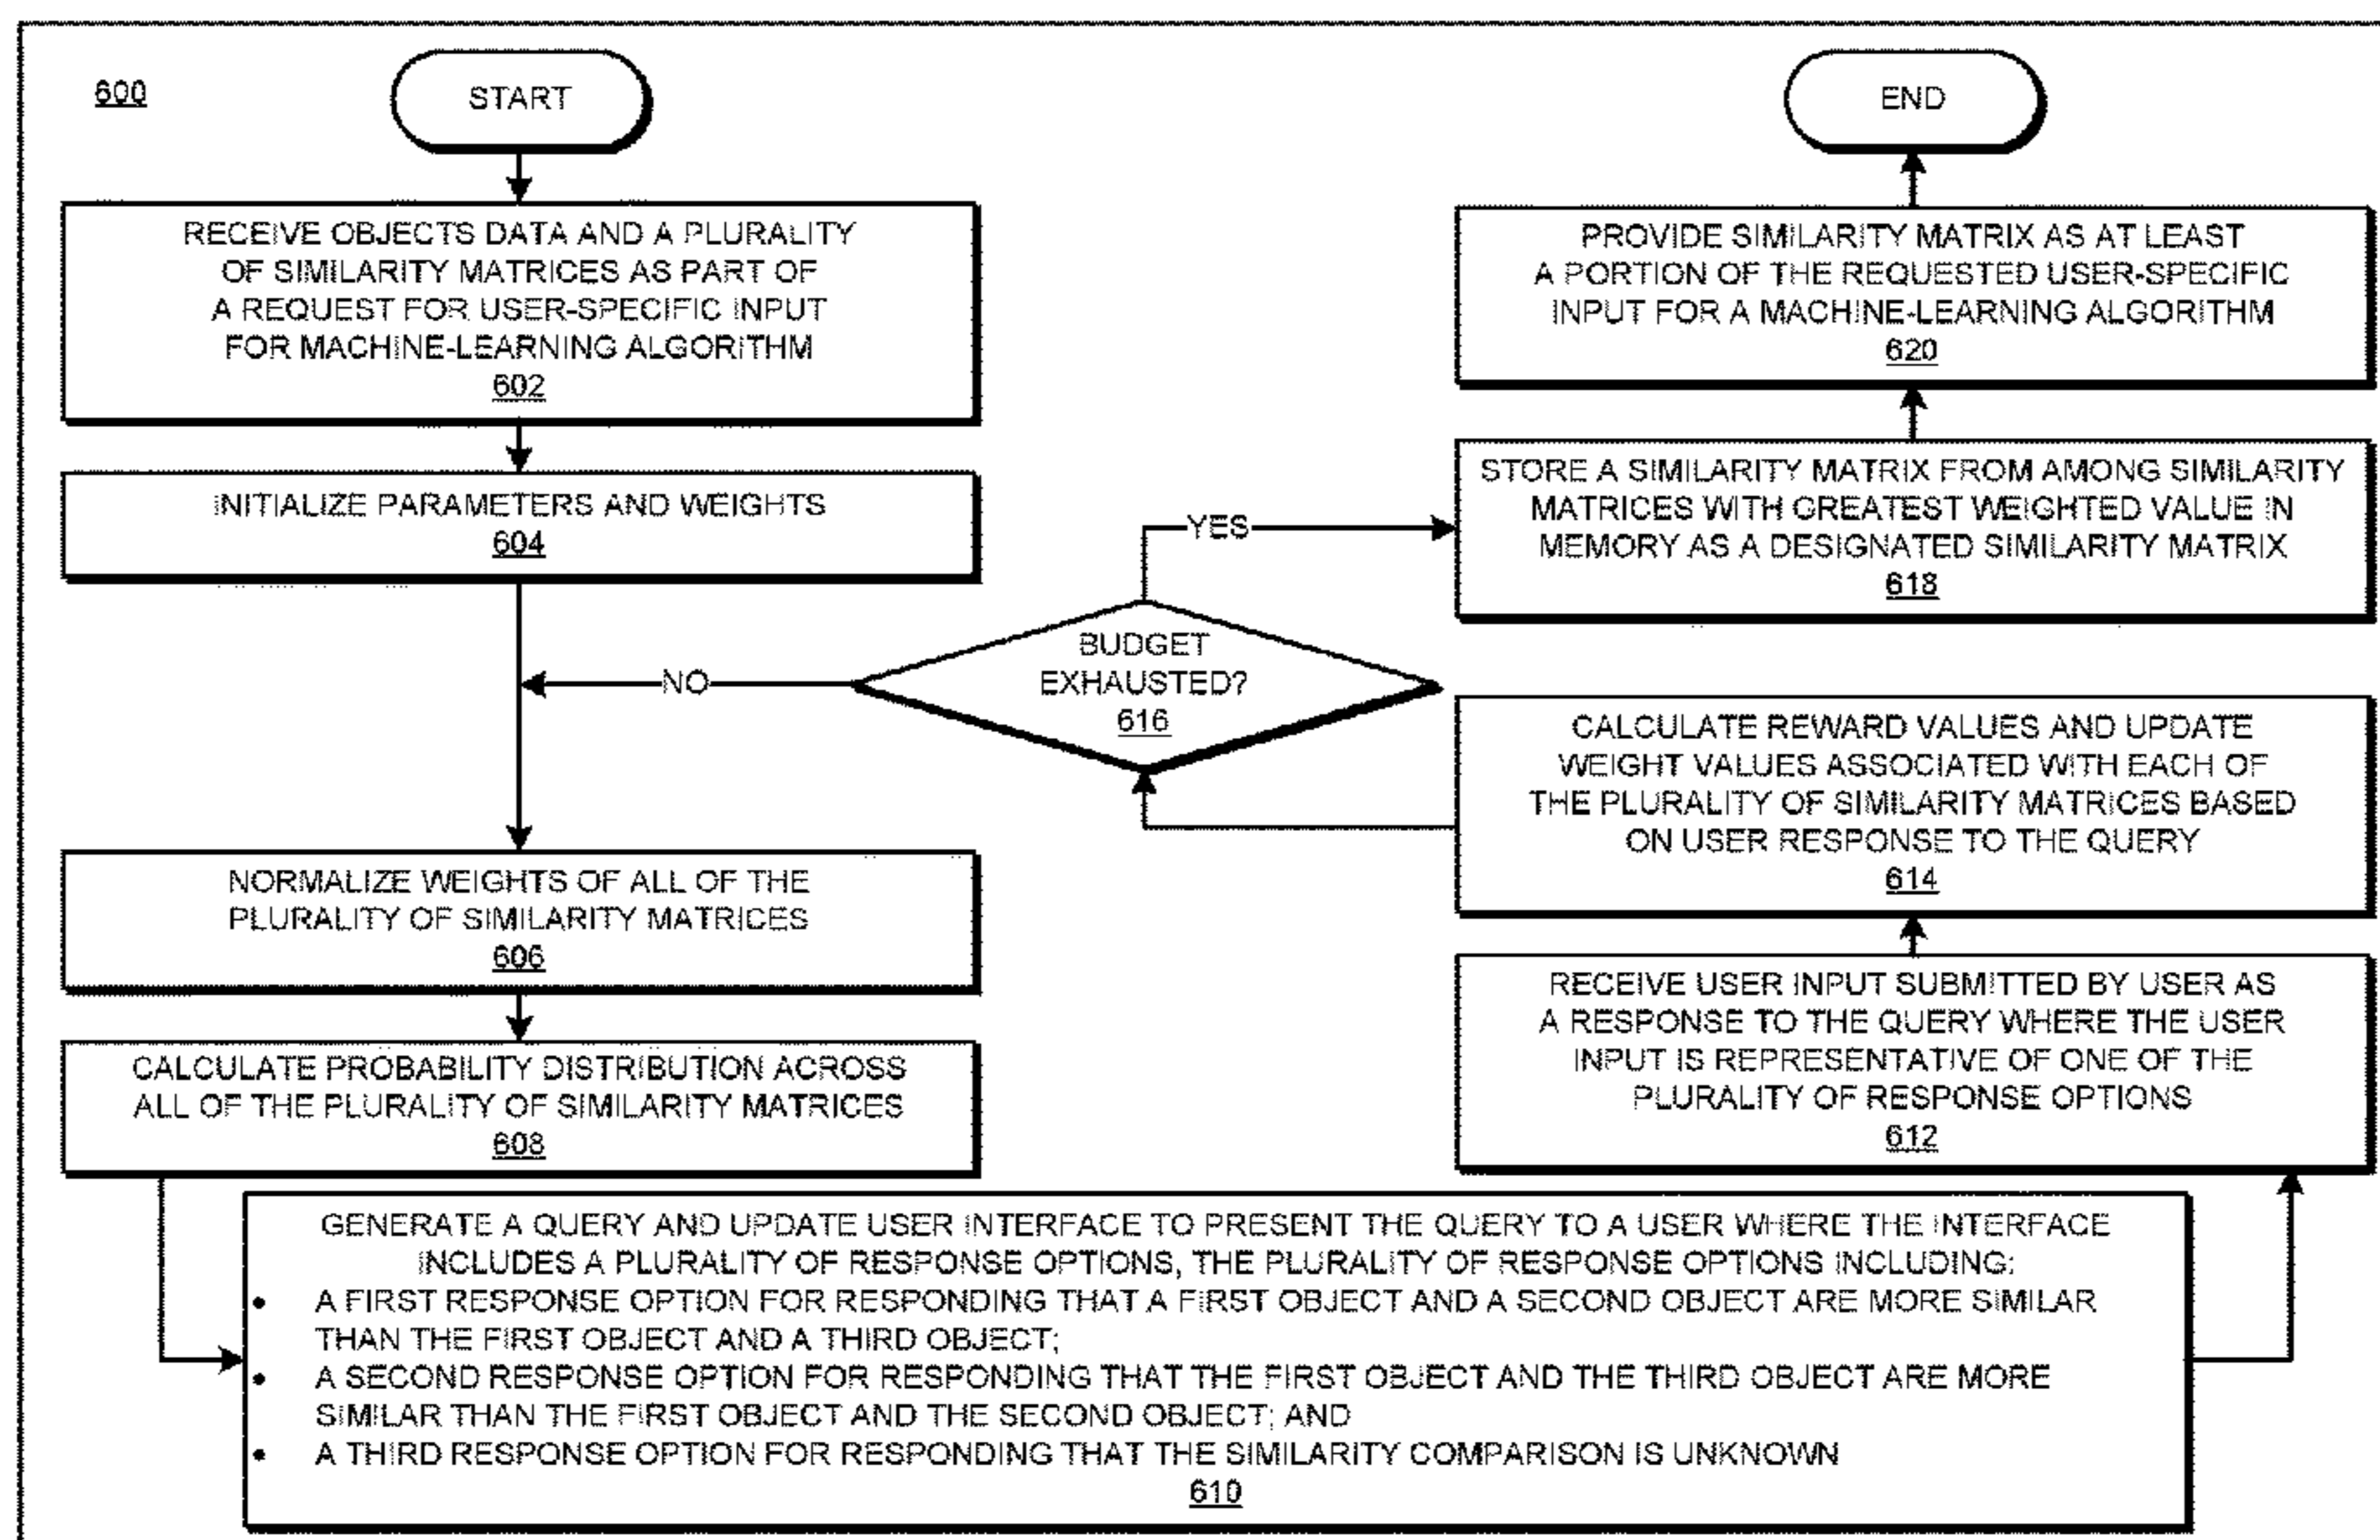 600
START
RECEIVE OBJECTS DATA AND A PLURALITY
OF SIMILARITY MATRICES AS PART OF
A REQUEST FOR USER-SPECIFIC INPUT
FOR MACHINE-LEARNING ALGORITHM
602
INITIALIZE PARAMETERS AND WEIGHTS
604
NORMALIZE WEIGHTS OF ALL OF THE
PLURALITY OF SIMILARITY MATRICES
606
CALCULATE PROBABILITY DISTRIBUTION ACROSS
ALL OF THE PLURALITY OF SIMILARITY MATRICES
608
GENERATE A QUERY AND UPDATE USER INTERFACE TO PRESENT THE QUERY TO A USER WHERE THE INTERFACE
INCLUDES A PLURALITY OF RESPONSE OPTIONS, THE PLURALITY OF RESPONSE OPTIONS INCLUDING:
• A FIRST RESPONSE OPTION FOR RESPONDING THAT A FIRST OBJECT AND A SECOND OBJECT ARE MORE SIMILAR
THAN THE FIRST OBJECT AND A THIRD OBJECT;
• A SECOND RESPONSE OPTION FOR RESPONDING THAT THE FIRST OBJECT AND THE THIRD OBJECT ARE MORE
SIMILAR THAN THE FIRST OBJECT AND THE SECOND OBJECT; AND
• A THIRD RESPONSE OPTION FOR RESPONDING THAT THE SIMILARITY COMPARISON IS UNKNOWN
610
RECEIVE USER INPUT SUBMITTED BY USER AS
A RESPONSE TO THE QUERY WHERE THE USER
INPUT IS REPRESENTATIVE OF ONE OF THE
PLURALITY OF RESPONSE OPTIONS
612
CALCULATE REWARD VALUES AND UPDATE
WEIGHT VALUES ASSOCIATED WITH EACH OF
THE PLURALITY OF SIMILARITY MATRICES BASED
ON USER RESPONSE TO THE QUERY
614
BUDGET
EXHAUSTED?
616
NO
YES
STORE A SIMILARITY MATRIX FROM AMONG SIMILARITY
MATRICES WITH GREATEST WEIGHTED VALUE IN
MEMORY AS A DESIGNATED SIMILARITY MATRIX
618
PROVIDE SIMILARITY MATRIX AS AT LEAST
A PORTION OF THE REQUESTED USER-SPECIFIC
INPUT FOR A MACHINE-LEARNING ALGORITHM
620
END